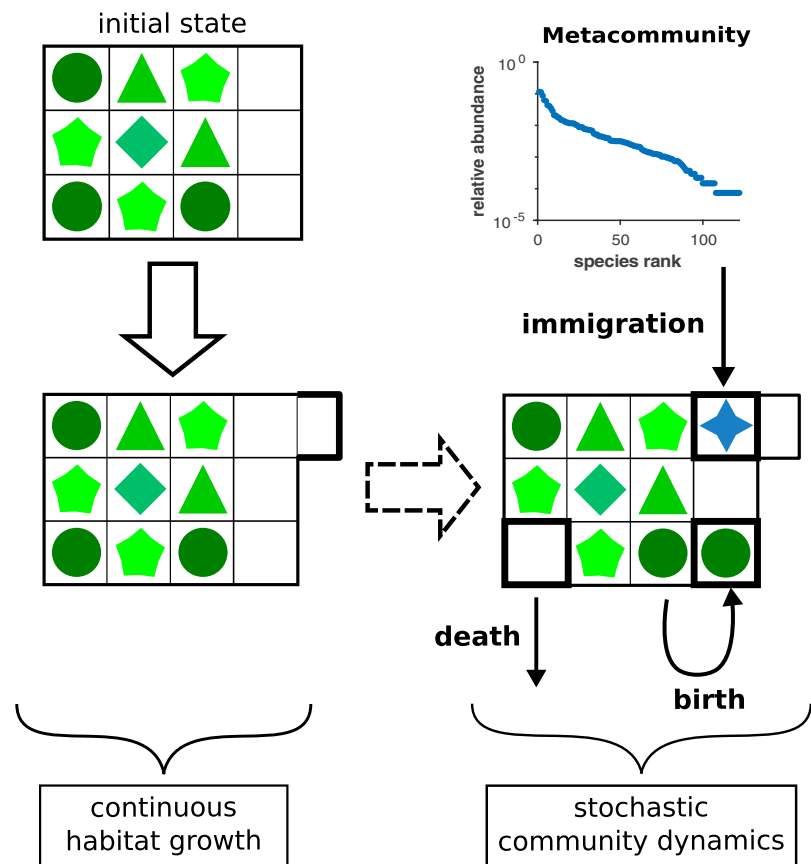 initial state
Metacommunity
10^0
relative abundance
10^-5
0
50
100
species rank
immigration
death
birth
continuous
habitat growth
stochastic
community dynamics